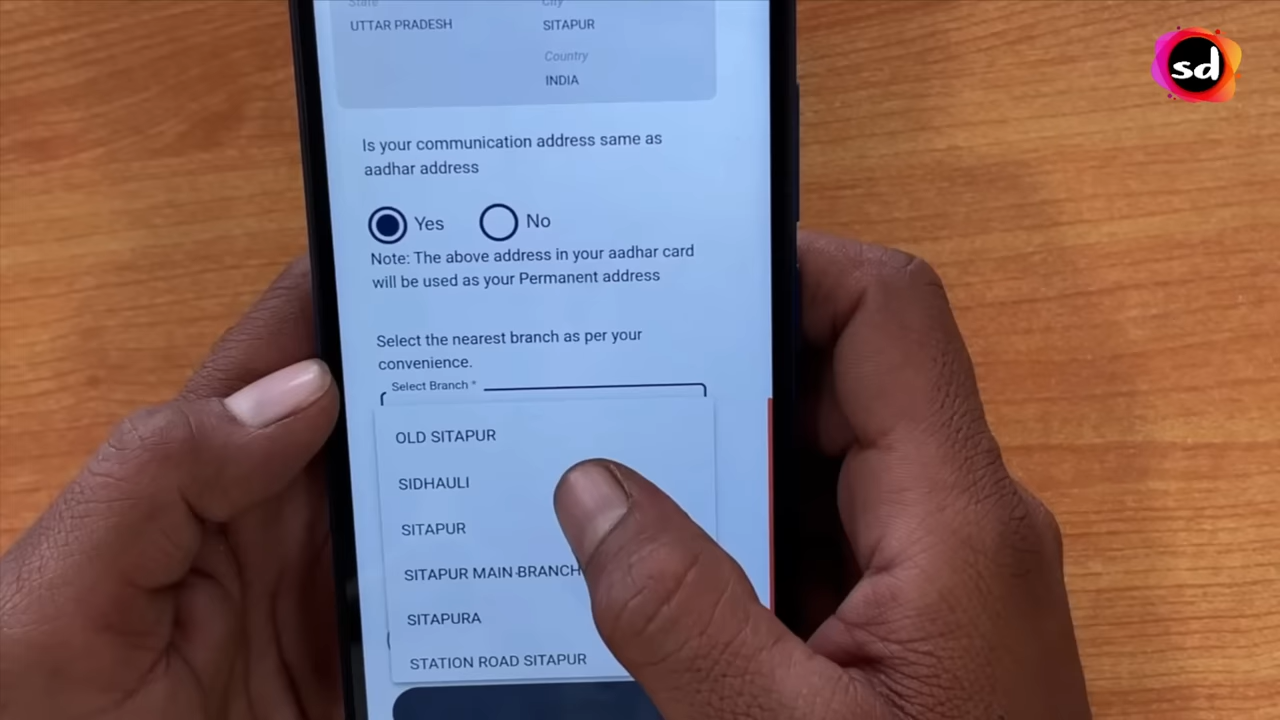 State
City
UTTAR PRADESH
SITAPUR
Country
INDIA
sd
Is your communication address same as
aadhar address
Yes
No
Note: The above address in your aadhar card
will be used as your Permanent address
Select the nearest branch as per your
convenience.
Select Branch *
OLD SITAPUR
SIDHAULI
SITAPUR
SITAPUR MAIN-BRANCH
SITAPURA
STATION ROAD SITAPUR